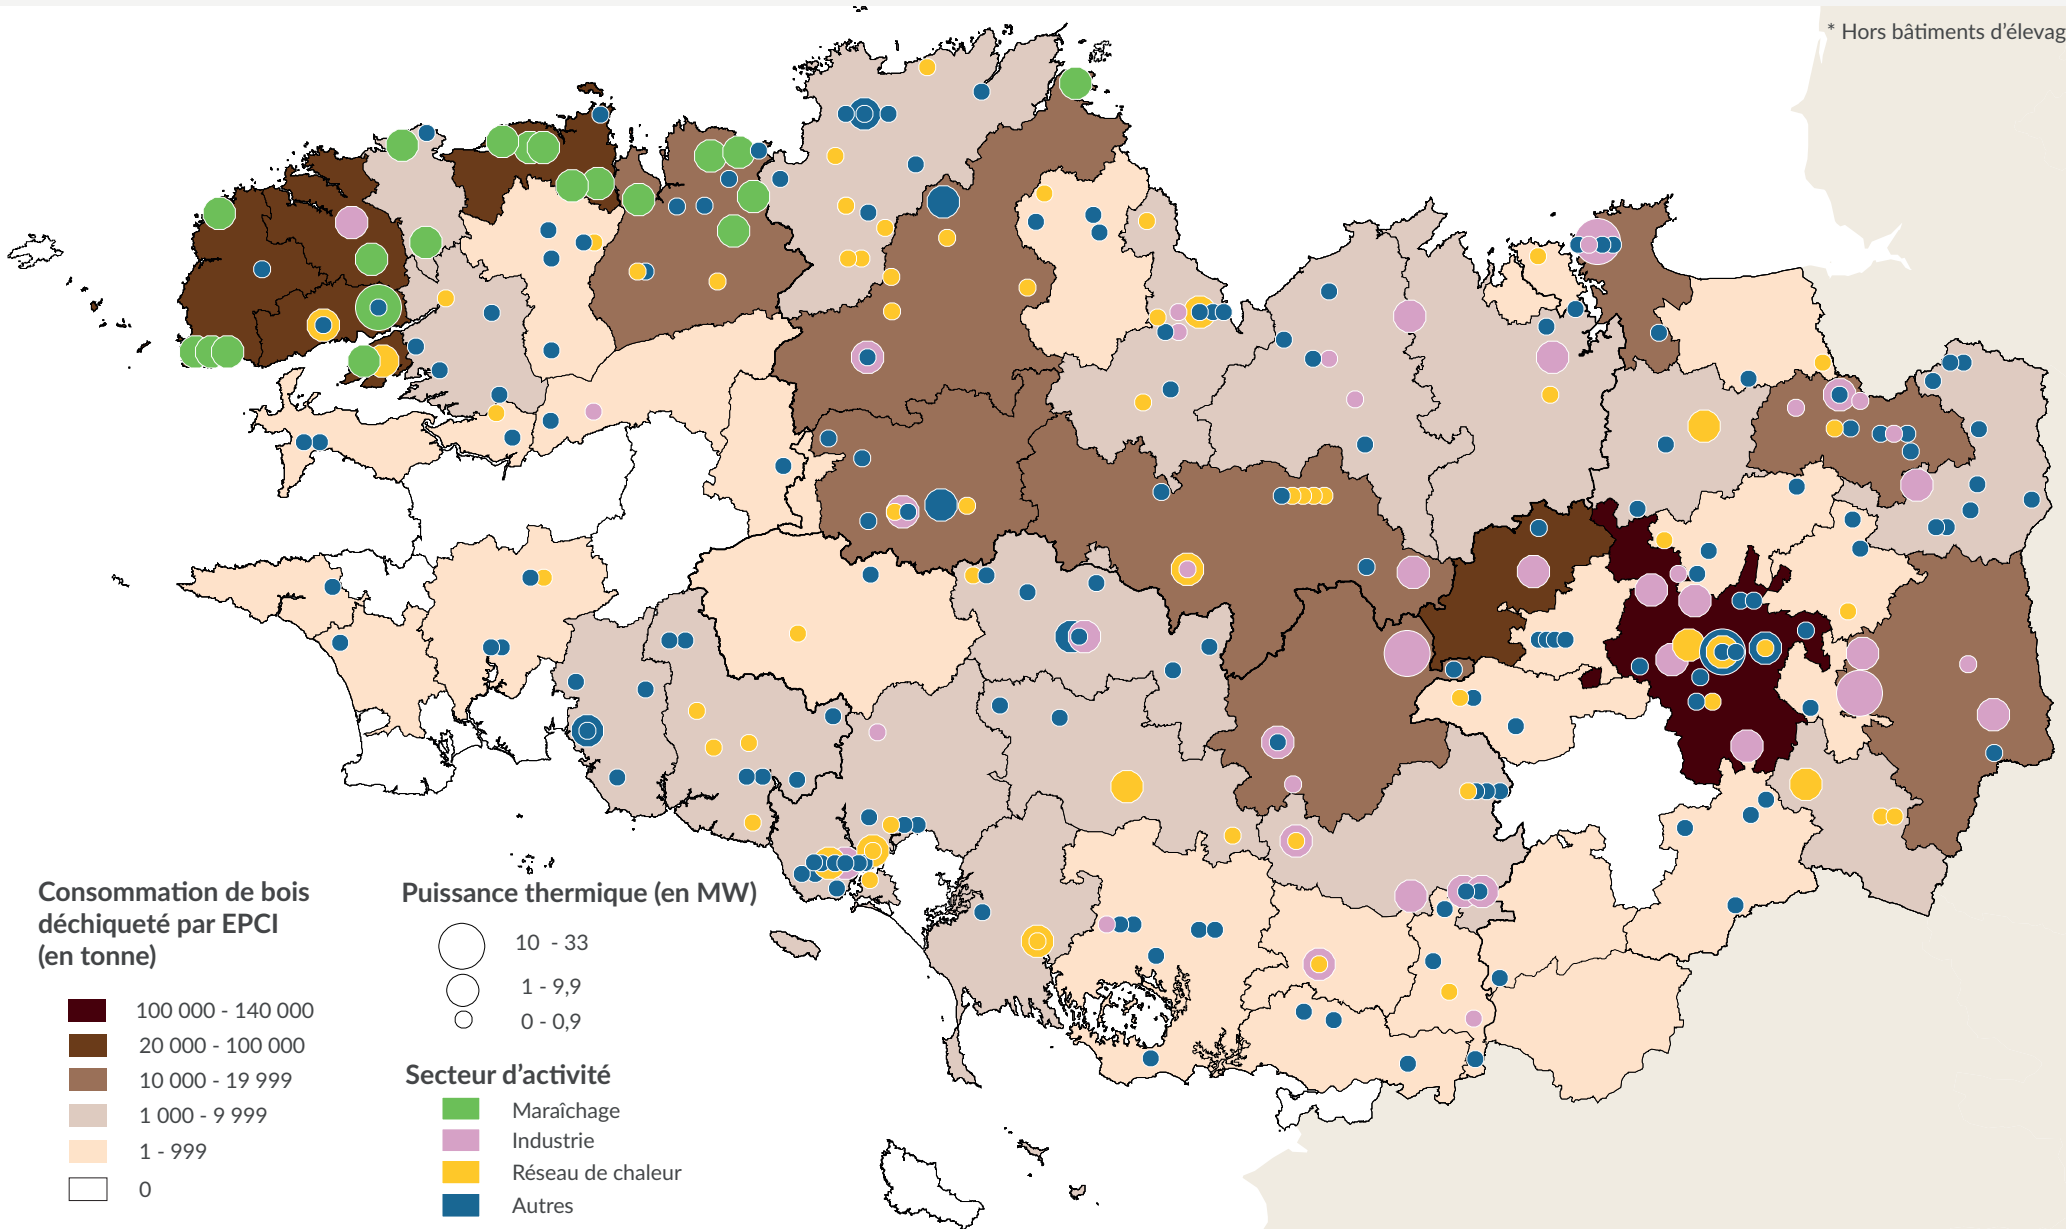 * Hors bâtiments d'élevag
Consommation de bois
déchiqueté par EPCI
(en tonne)
100 000 - 140 000
20 000 - 100 000
10 000 - 19 999
1 000 - 9 999
1 - 999
0
Puissance thermique (en MW)
10 - 33
1 - 9,9
0 - 0,9
Secteur d'activité
Maraîchage
Industrie
Réseau de chaleur
Autres